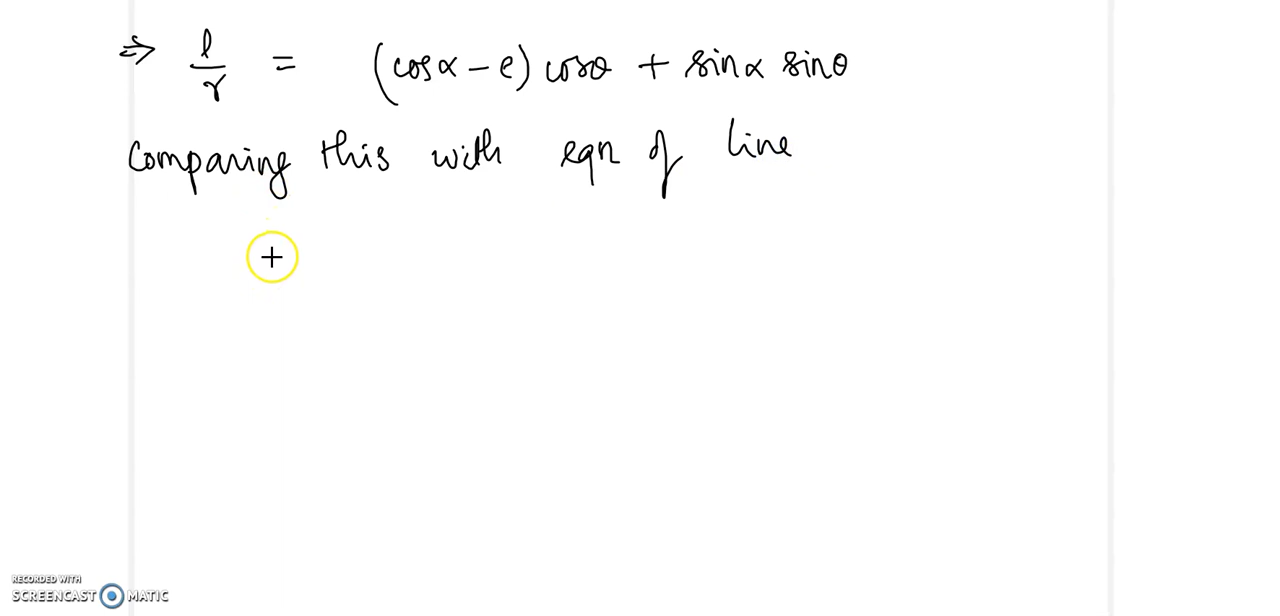 ⇒ l/r = (cosα − e) cosθ + sinα sinθ
Comparing this with eqn of line
RECORDED WITH
SCREENCAST MATIC